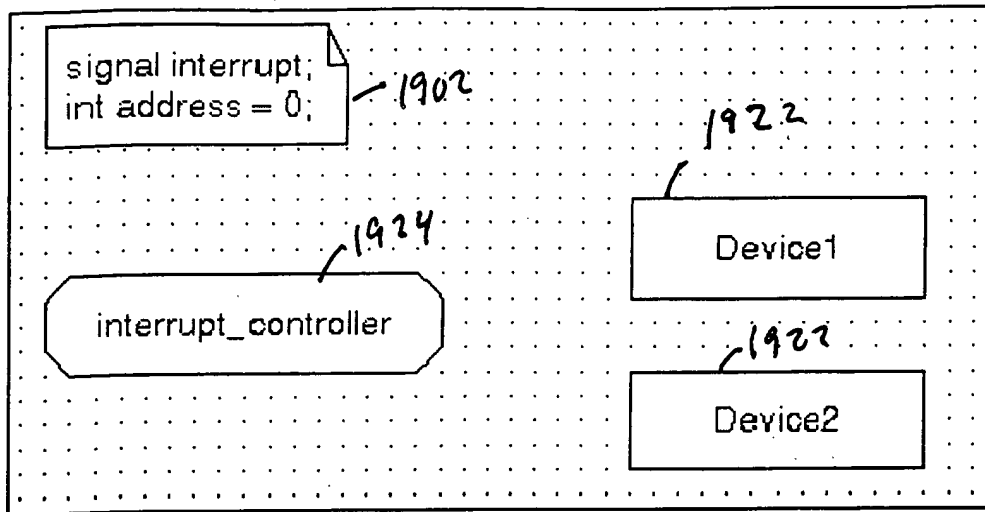 signal interrupt;
int address = 0;
1902
1922
Device1
1924
interrupt_controller
1922
Device2